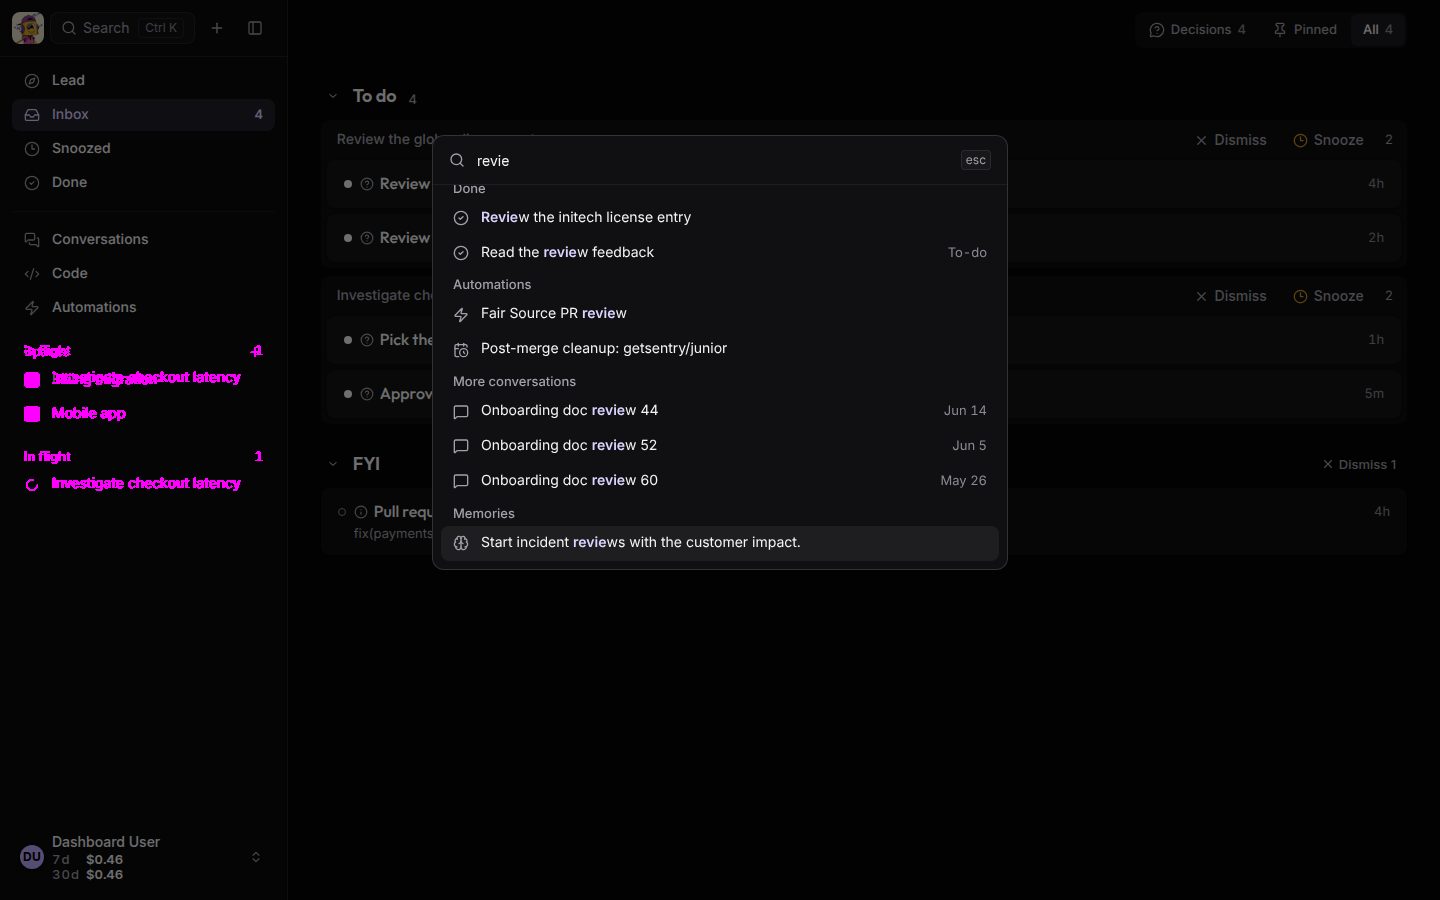 Search Ctrl K
Decisions 4 Pinned All 4
Lead
Inbox 4
Snoozed
Done
Conversations
Code
Automations
Mobile app
In flight 1
Investigate checkout latency
Dashboard User
DU
7d $0.46
30d $0.46
To do 4
Review the glo
Dismiss Snooze 2
Review 4h
Review 2h
Investigate
Dismiss Snooze 2
Pick the 1h
Approv 5m
FYI Dismiss 1
Pull requ 4h
fix(payments
revie esc
Done
Review the initech license entry
Read the review feedback To-do
Automations
Fair Source PR review
Post-merge cleanup: getsentry/junior
More conversations
Onboarding doc review 44 Jun 14
Onboarding doc review 52 Jun 5
Onboarding doc review 60 May 26
Memories
Start incident reviews with the customer impact.